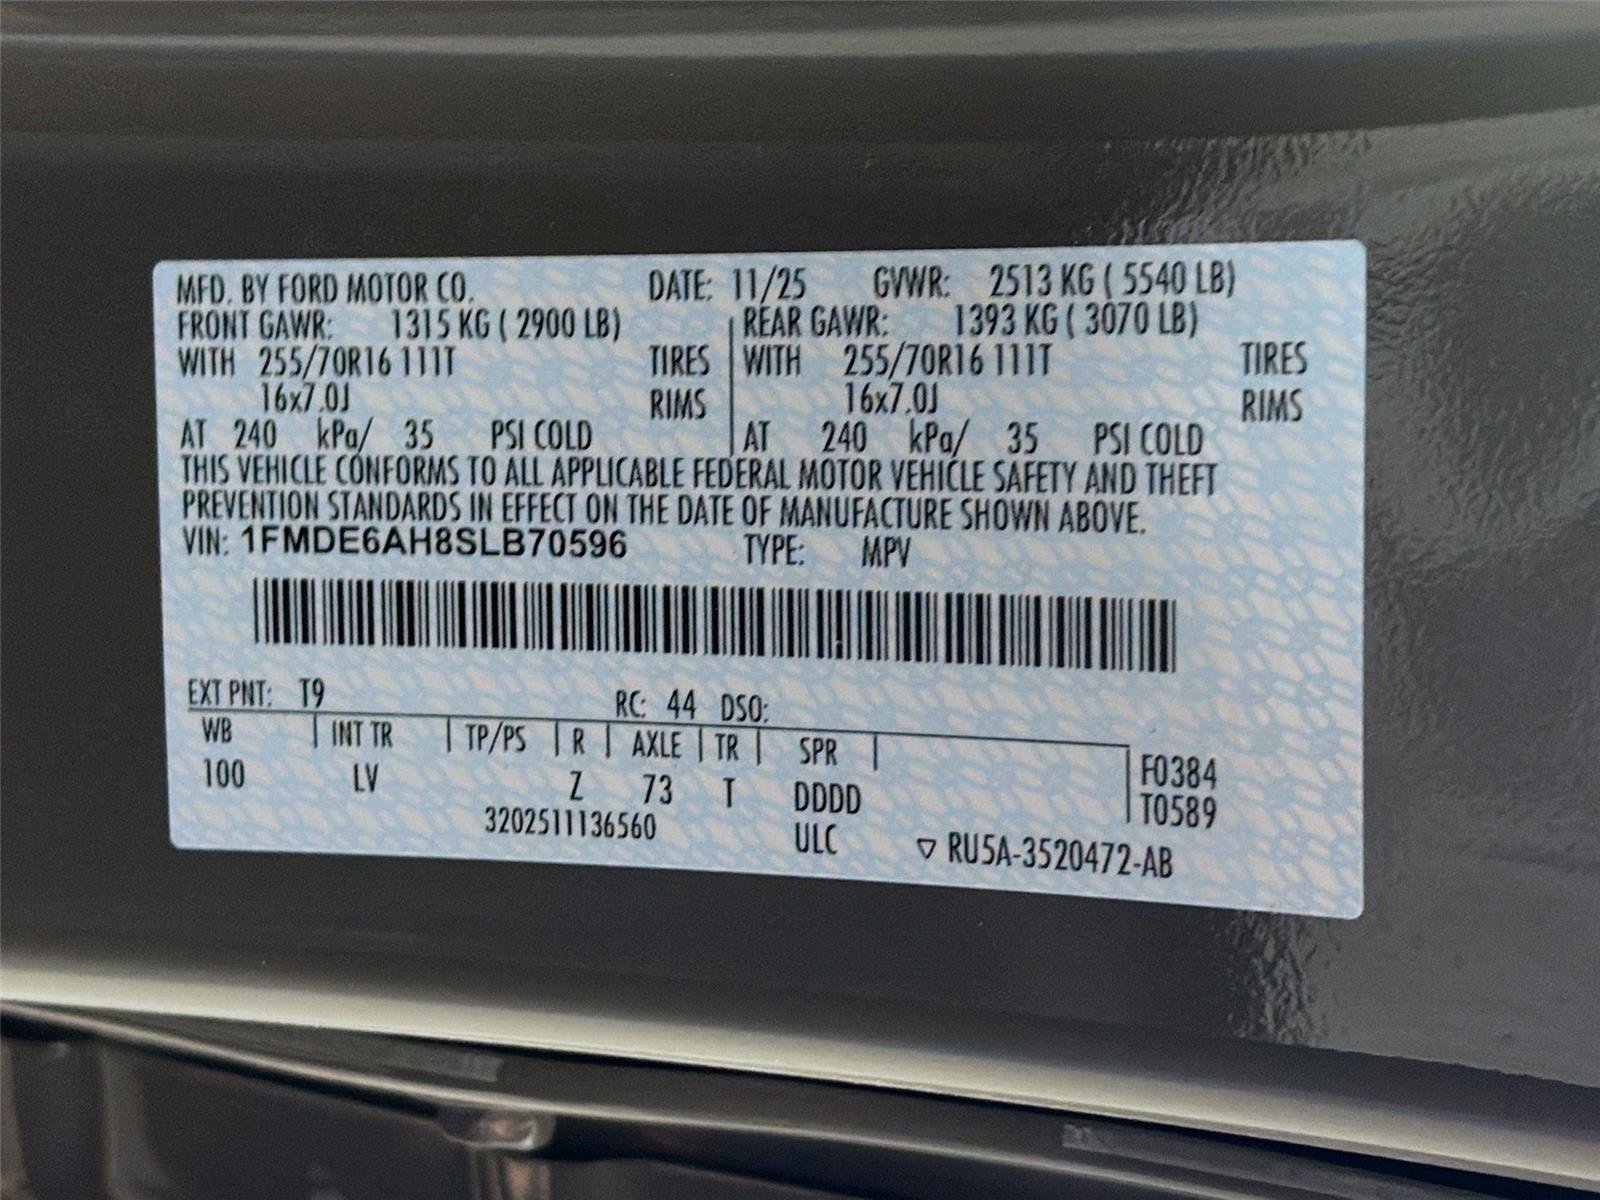 MFD. BY FORD MOTOR CO. DATE: 11/25 GVWR: 2513 KG ( 5540 LB)
FRONT GAWR: 1315 KG ( 2900 LB) REAR GAWR: 1393 KG ( 3070 LB)
WITH 255/70R16 111T TIRES WITH 255/70R16 111T TIRES
16x7.0J RIMS 16x7.0J RIMS
AT 240 kPa/ 35 PSI COLD AT 240 kPa/ 35 PSI COLD
THIS VEHICLE CONFORMS TO ALL APPLICABLE FEDERAL MOTOR VEHICLE SAFETY AND THEFT
PREVENTION STANDARDS IN EFFECT ON THE DATE OF MANUFACTURE SHOWN ABOVE.
VIN: 1FMDE6AH8SLB70596 TYPE: MPV
EXT PNT: T9 RC: 44 DSO:
WB INT TR TP/PS R AXLE TR SPR F0384
100 LV Z 73 T DDDD T0589
3202511136560 ULC ▽ RU5A-3520472-AB